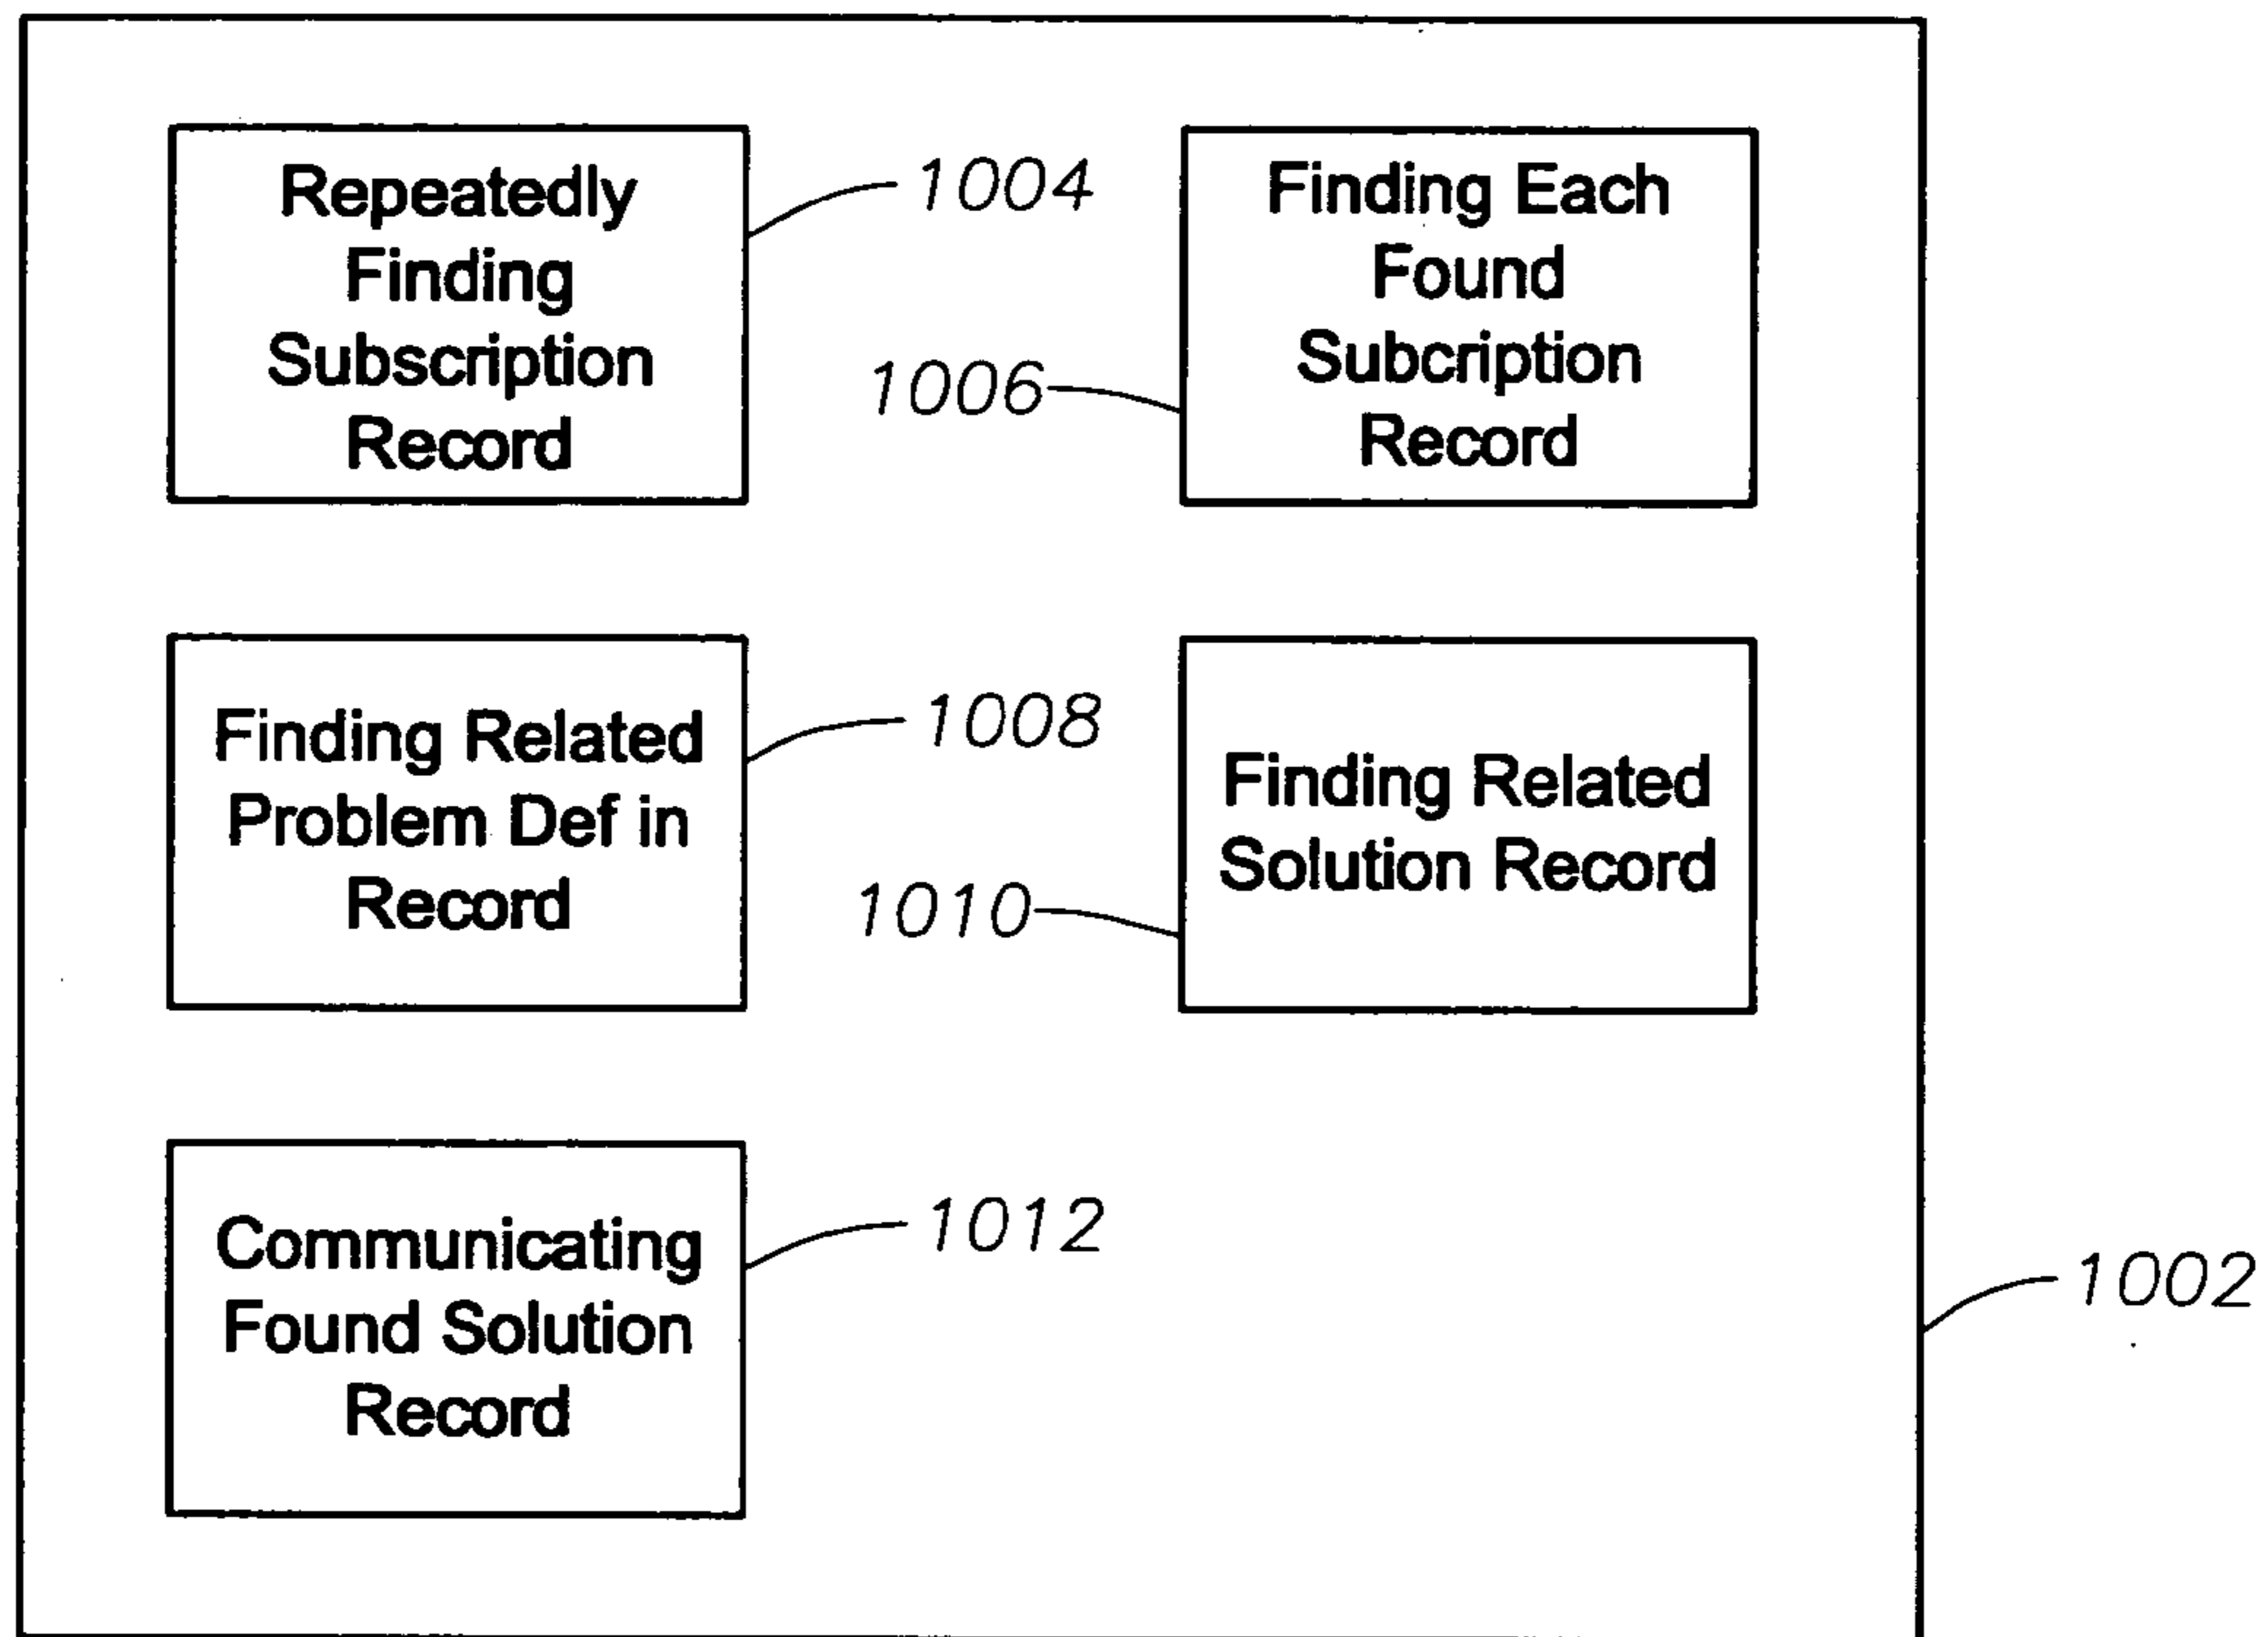 Repeatedly
Finding
Subscription
Record
1004
Finding Each
Found
Subcription
Record
1006
Finding Related
Problem Def in
Record
1008
Finding Related
Solution Record
1010
Communicating
Found Solution
Record
1012
1002